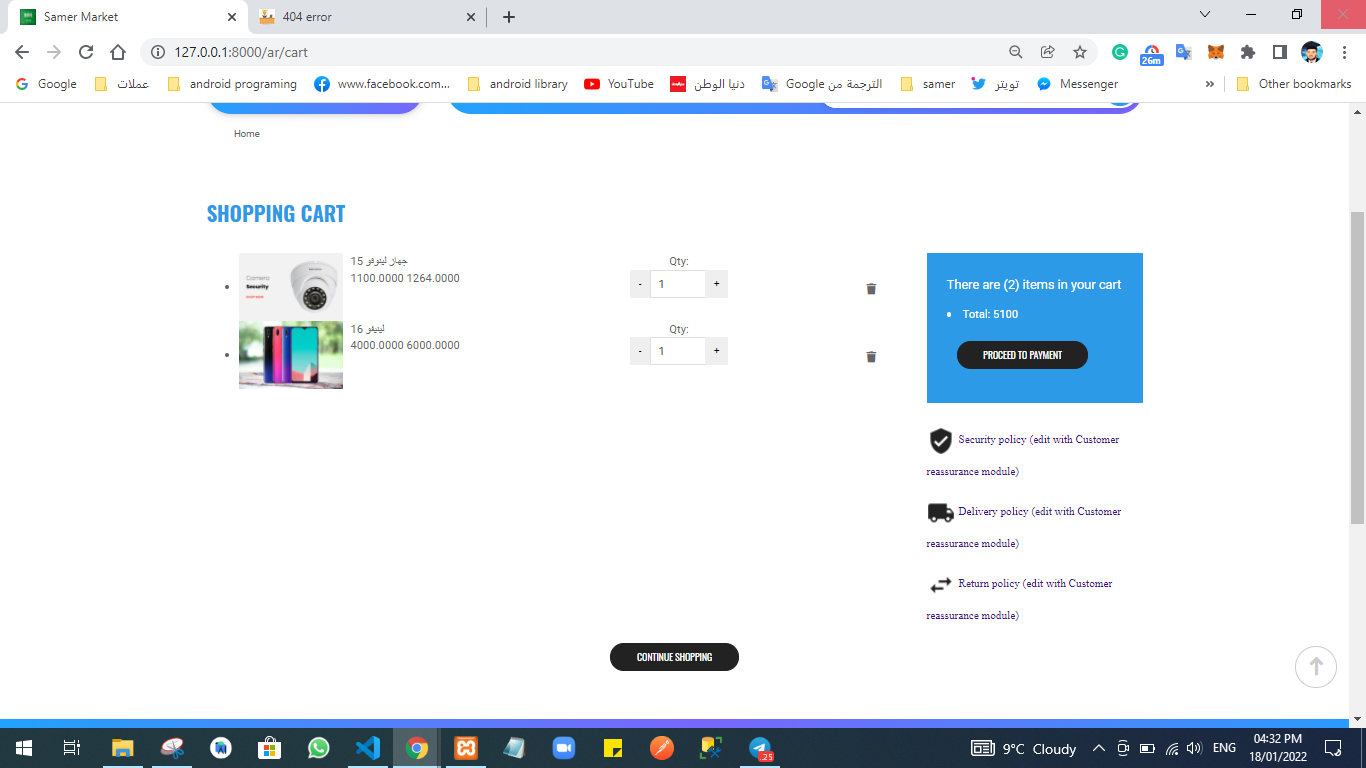 Samer Market
404 error
127.0.0.1:8000/ar/cart
26m
Google
عملات
android programing
www.facebook.com...
android library
YouTube
دنيا الوطن
الترجمة من Google
samer
تويتر
Messenger
»
Other bookmarks
Home
SHOPPING CART
Camera
Security
جهاز لينوفو 15
1100.0000 1264.0000
Qty:
- 1 +
لينيفو 16
4000.0000 6000.0000
Qty:
- 1 +
There are (2) items in your cart
Total: 5100
PROCEED TO PAYMENT
Security policy (edit with Customer
reassurance module)
Delivery policy (edit with Customer
reassurance module)
Return policy (edit with Customer
reassurance module)
CONTINUE SHOPPING
.25
9°C Cloudy
ENG
04:32 PM
18/01/2022